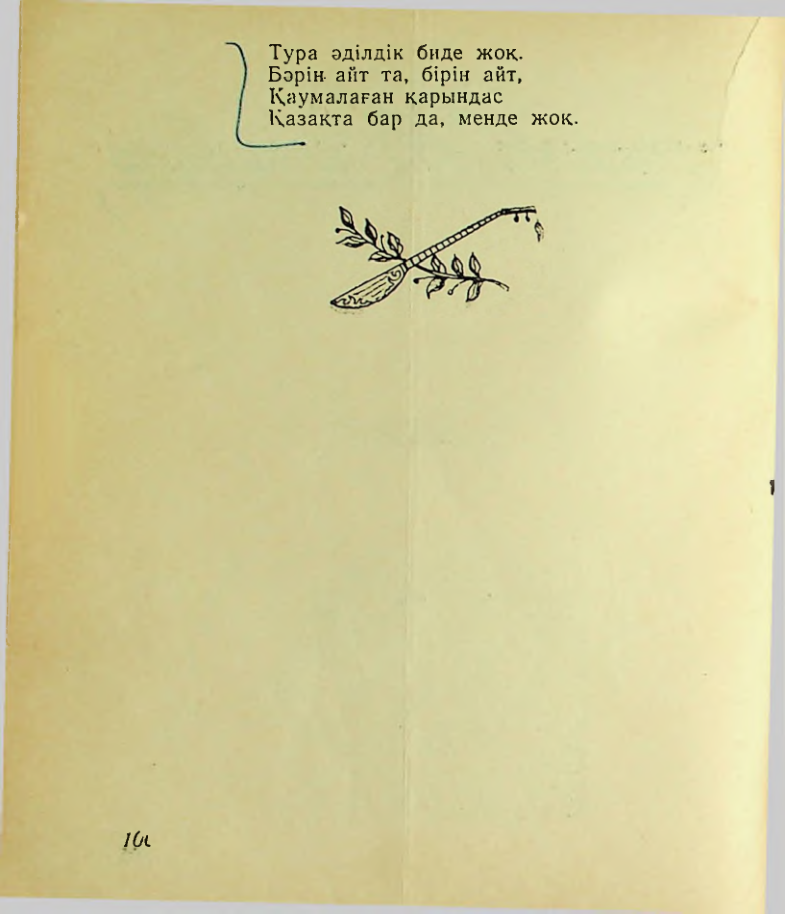 Тура әділдік биде жоқ.
Бәрін айт та, бірін айт,
Қаумалаған қарындас
Қазақта бар да, менде жоқ.